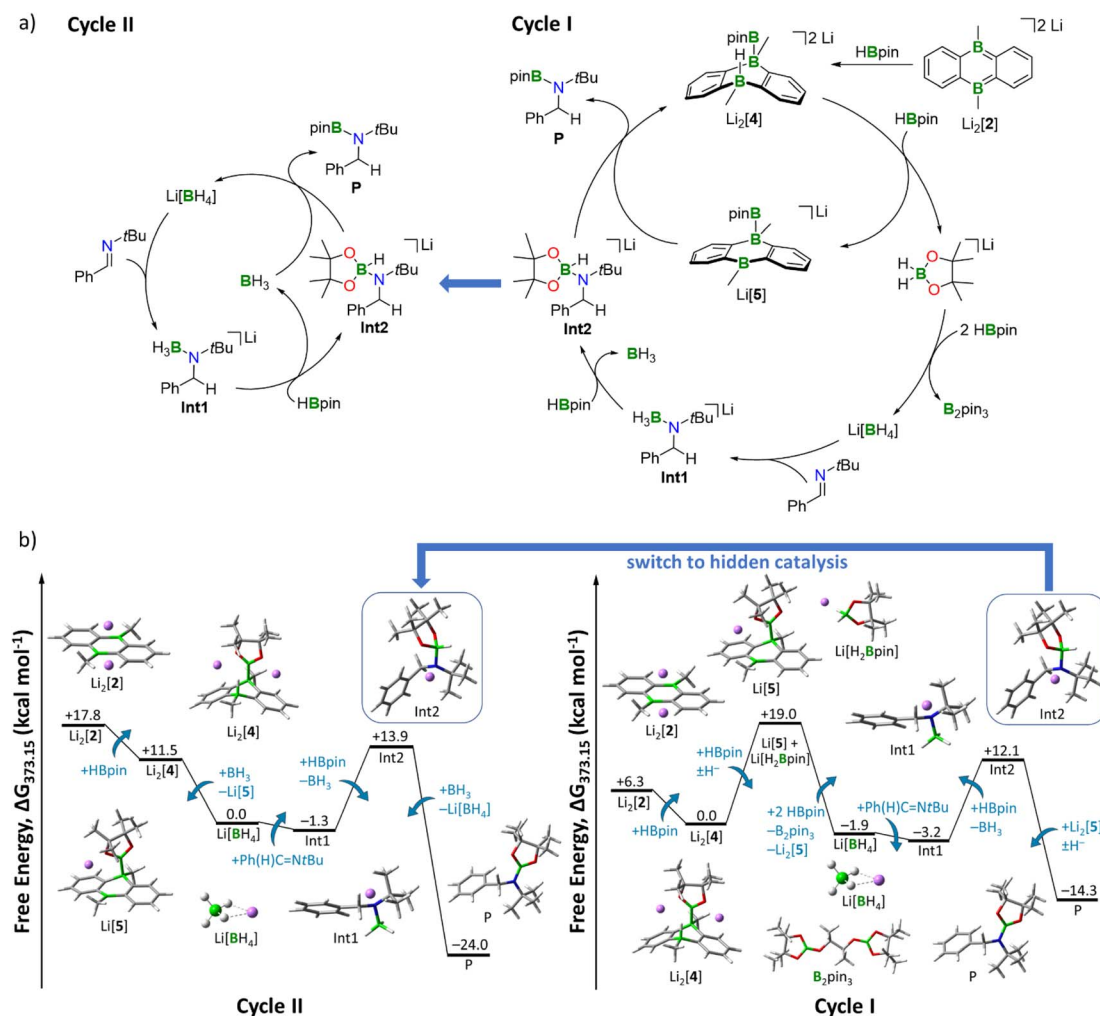 a)
Cycle II
Cycle I
pinB
N
tBu
Ph
H
P
Li[BH4]
N
tBu
Ph
BH3
O
O
B
H
N
tBu
Ph
H
Li
Int2
H3B
N
tBu
Ph
H
Li
Int1
HBpin
pinB
H
B
B
2 Li
Li2[4]
HBpin
B
B
2 Li
Li2[2]
HBpin
pinB
N
tBu
Ph
H
P
pinB
B
B
Li
Li[5]
H
H
B
O
O
Li
2 HBpin
B2pin3
Li[BH4]
N
tBu
Ph
O
O
B
H
N
tBu
Ph
H
Li
Int2
BH3
HBpin
H3B
N
tBu
Ph
H
Li
Int1
b)
switch to hidden catalysis
Free Energy, ΔG373.15 (kcal mol-1)
Li2[2]
+17.8
Li2[2]
+HBpin
Li2[4]
+11.5
Li2[4]
+BH3
−Li[5]
Li[5]
0.0
Li[BH4]
Li[BH4]
−1.3
Int1
+Ph(H)C=NtBu
Int1
+HBpin
−BH3
Int2
+13.9
Int2
+BH3
−Li[BH4]
P
−24.0
P
Cycle II
Free Energy, ΔG373.15 (kcal mol-1)
Li2[2]
+6.3
Li2[2]
+HBpin
0.0
Li2[4]
Li2[4]
+HBpin
±H−
Li[5]
Li[H2Bpin]
+19.0
Li[5] +
Li[H2Bpin]
+2 HBpin
−B2pin3
−Li2[5]
B2pin3
−1.9
Li[BH4]
Li[BH4]
+Ph(H)C=NtBu
−3.2
Int1
Int1
+HBpin
−BH3
Int2
+12.1
Int2
+Li2[5]
±H−
−14.3
P
P
Cycle I